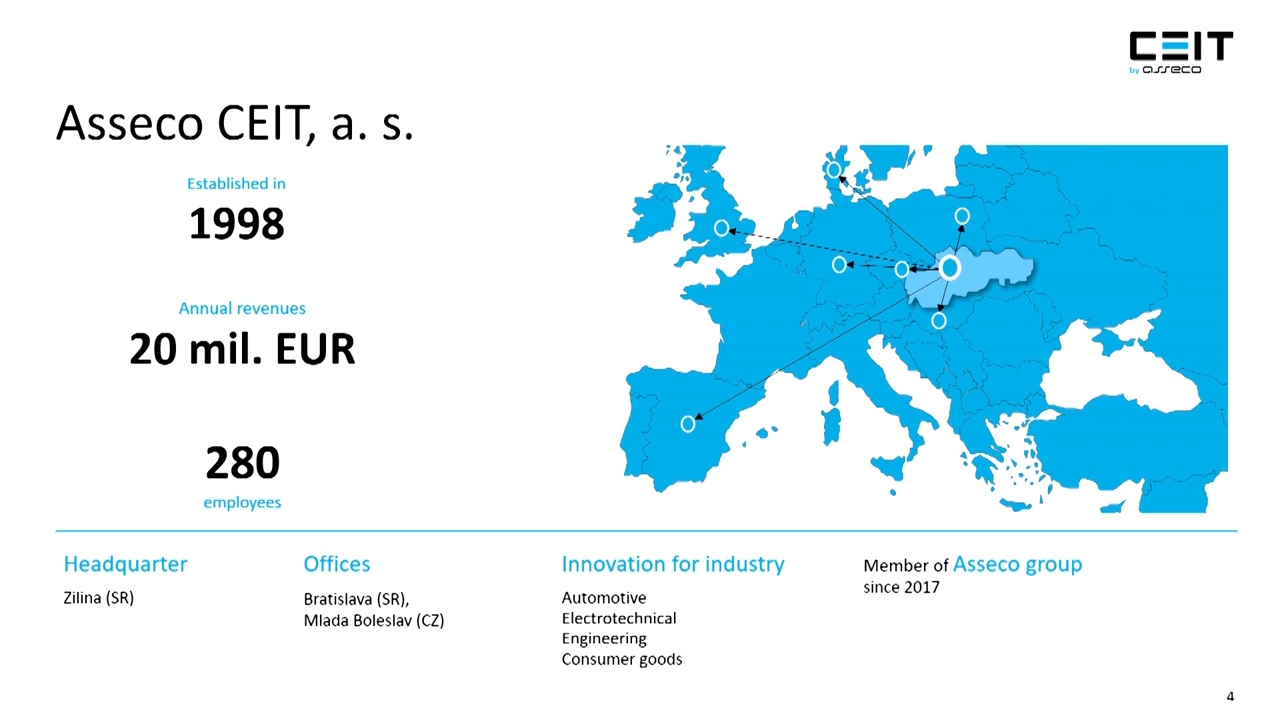 CEIT
by asseco
Asseco CEIT, a. s.
Established in
1998
Annual revenues
20 mil. EUR
280
employees
Headquarter
Zilina (SR)
Offices
Bratislava (SR),
Mlada Boleslav (CZ)
Innovation for industry
Automotive
Electrotechnical
Engineering
Consumer goods
Member of Asseco group
since 2017
4